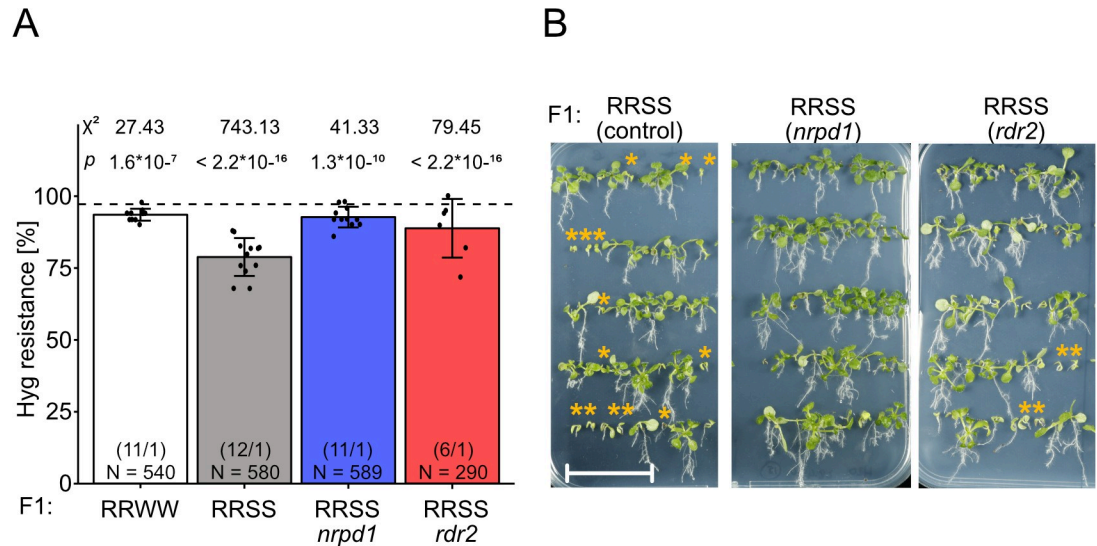 A
χ² 27.43 743.13 41.33 79.45
p 1.6*10-⁷ < 2.2*10-¹⁶ 1.3*10-¹⁰ < 2.2*10-¹⁶
Hyg resistance [%]
100
75
50
25
0
(11/1) (12/1) (11/1) (6/1)
N = 540 N = 580 N = 589 N = 290
F1: RRWW RRSS RRSS RRSS
nrpd1 rdr2
B
F1: RRSS RRSS RRSS
(control) (nrpd1) (rdr2)
* * *
***
*
* * **
** ** * **